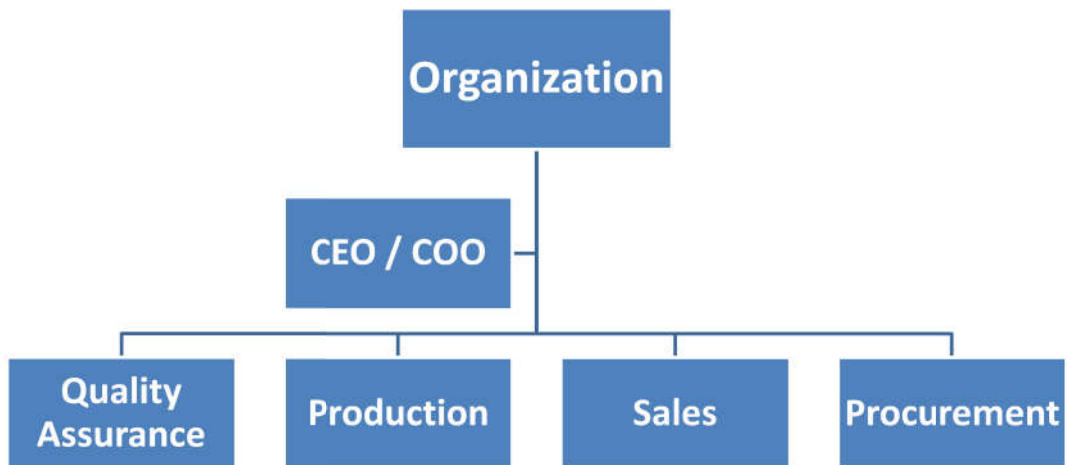 Organization
CEO / COO
Quality
Assurance
Production
Sales
Procurement